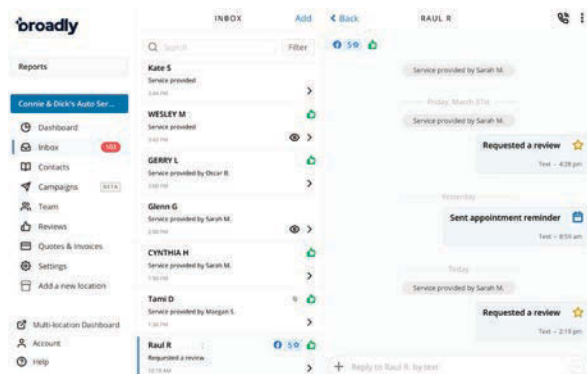 broadly
Reports
Connie & Dick's Auto Ser...
Dashboard
Inbox
Contacts
Campaigns BETA
Team
Reviews
Quotes & Invoices
Settings
Add a new location
Multi-location Dashboard
Account
Help
INBOX Add
Search Filter
Kate S
Service provided
WESLEY M
Service provided
GERRY L
Service provided by Oscar B.
Glenn G
Service provided by Sarah M.
CYNTHIA H
Service provided by Sarah M.
Tami D
Service provided by Maegan S.
Raul R
Requested a review
10:18 AM
< Back RAUL R
Service provided by Sarah M.
Friday, March 31st
Service provided by Sarah M.
Requested a review
Text - 4:28 pm
Yesterday
Sent appointment reminder
Text - 8:59 am
Today
Service provided by Sarah M.
Requested a review
Text - 2:19 pm
+ Reply to Raul R. by text